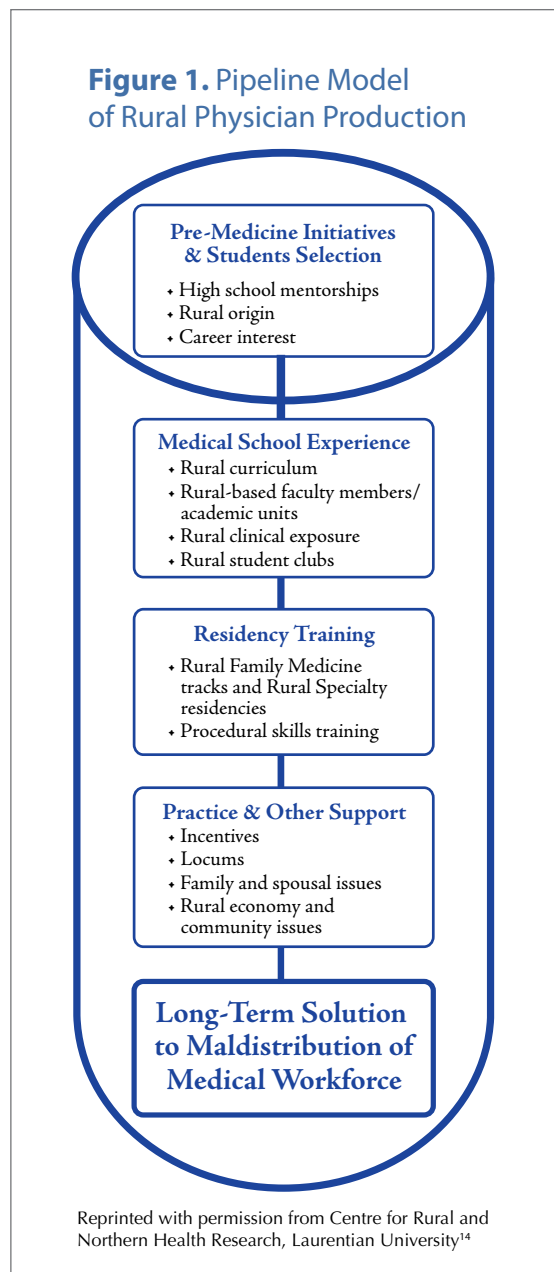 Figure 1. Pipeline Model
of Rural Physician Production
Pre-Medicine Initiatives
& Students Selection
✦ High school mentorships
✦ Rural origin
✦ Career interest
Medical School Experience
✦ Rural curriculum
✦ Rural-based faculty members/
academic units
✦ Rural clinical exposure
✦ Rural student clubs
Residency Training
✦ Rural Family Medicine
tracks and Rural Specialty
residencies
✦ Procedural skills training
Practice & Other Support
✦ Incentives
✦ Locums
✦ Family and spousal issues
✦ Rural economy and
community issues
Long-Term Solution
to Maldistribution of
Medical Workforce
Reprinted with permission from Centre for Rural and
Northern Health Research, Laurentian University¹⁴